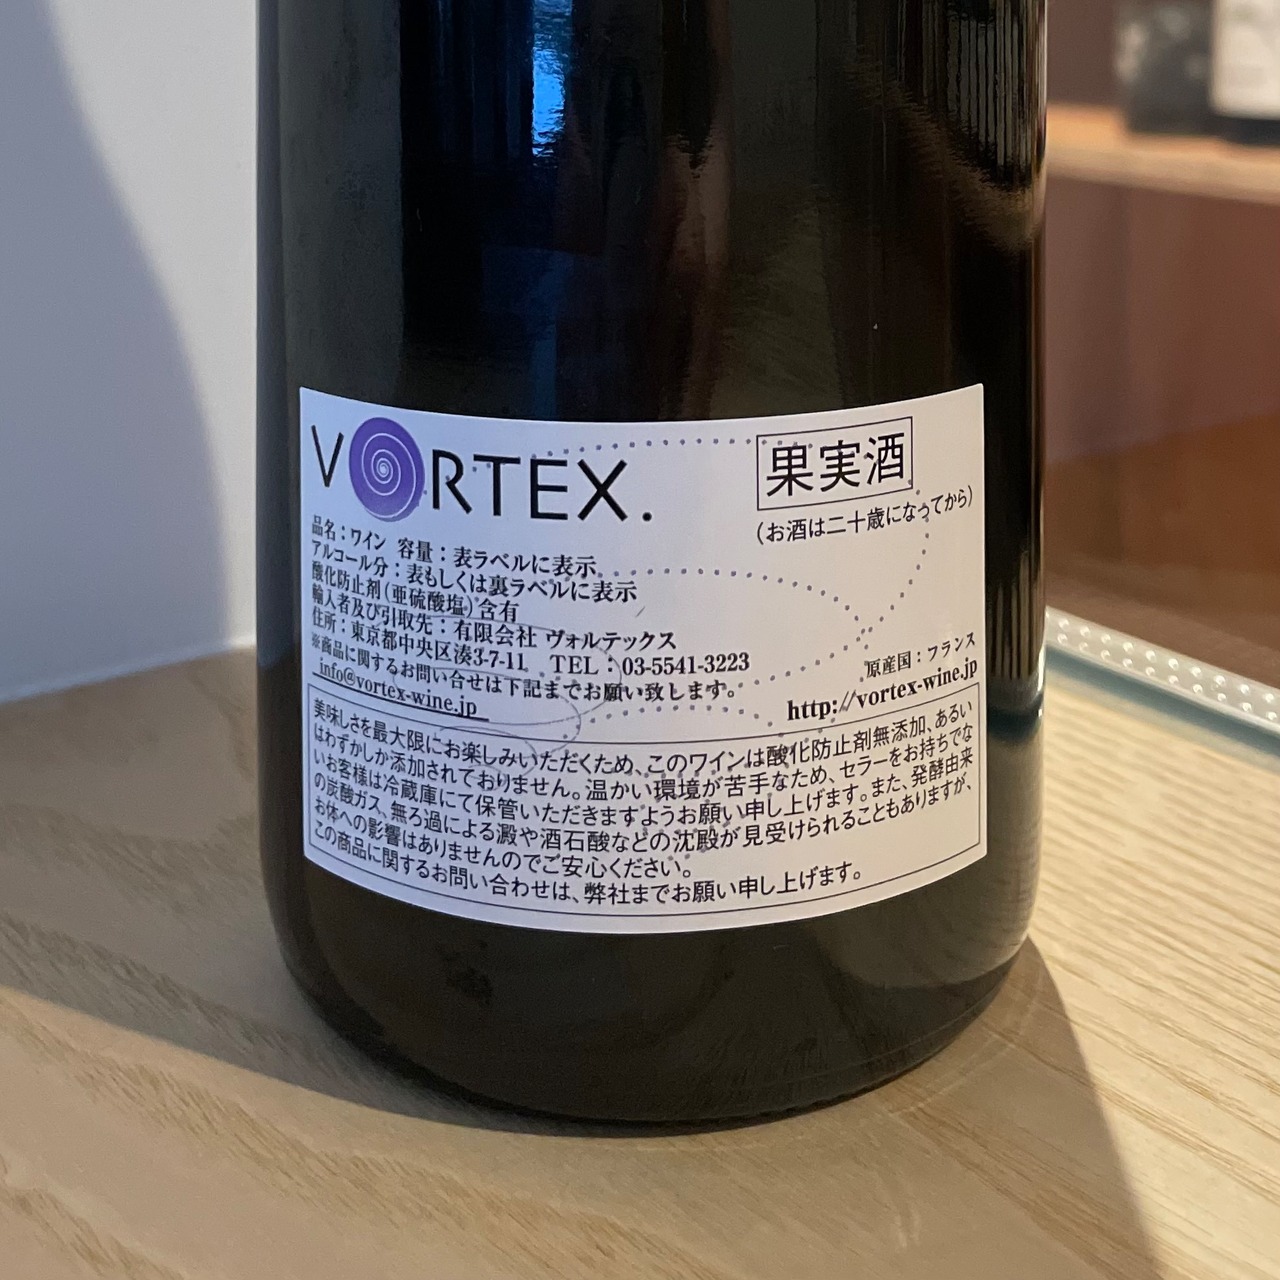 VORTEX.
果実酒
(お酒は二十歳になってから)
品名:ワイン 容量:表ラベルに表示
アルコール分:表もしくは裏ラベルに表示
酸化防止剤(亜硫酸塩)含有
輸入者及び引取先:有限会社 ヴォルテックス
住所:東京都中央区湊3-7-11 TEL:03-5541-3223
※商品に関するお問い合せは下記までお願い致します。
info@vortex-wine.jp
原産国:フランス
http://vortex-wine.jp
美味しさを最大限にお楽しみいただくため、このワインは酸化防止剤無添加、あるい
はわずかしか添加されておりません。温かい環境が苦手なため、セラーをお持ちでな
いお客様は冷蔵庫にて保管いただきますようお願い申し上げます。また、発酵由来
の炭酸ガス、無ろ過による澱や酒石酸などの沈殿が見受けられることもありますが、
お体への影響はありませんのでご安心ください。
この商品に関するお問い合わせは、弊社までお願い申し上げます。